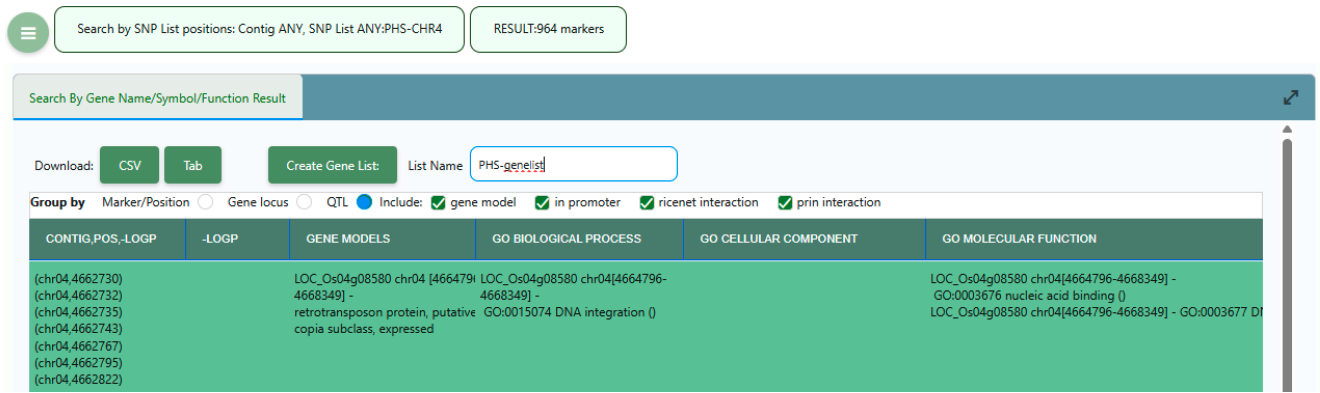 Search by SNP List positions: Contig ANY, SNP List ANY:PHS-CHR4 RESULT:964 markers
Search By Gene Name/Symbol/Function Result
Download: CSV Tab Create Gene List: List Name PHS-genelist
Group by Marker/Position Gene locus QTL Include: gene model in promoter ricenet interaction prin interaction
CONTIG,POS,-LOGP -LOGP GENE MODELS GO BIOLOGICAL PROCESS GO CELLULAR COMPONENT GO MOLECULAR FUNCTION
(chr04,4662730) LOC_Os04g08580 chr04 [4664796 LOC_Os04g08580 chr04[4664796- LOC_Os04g08580 chr04[4664796-4668349] -
(chr04,4662732) 4668349] - 4668349] - GO:0003676 nucleic acid binding ()
(chr04,4662735) retrotransposon protein, putative GO:0015074 DNA integration () LOC_Os04g08580 chr04[4664796-4668349] - GO:0003677
(chr04,4662743) copia subclass, expressed
(chr04,4662767)
(chr04,4662795)
(chr04,4662822)